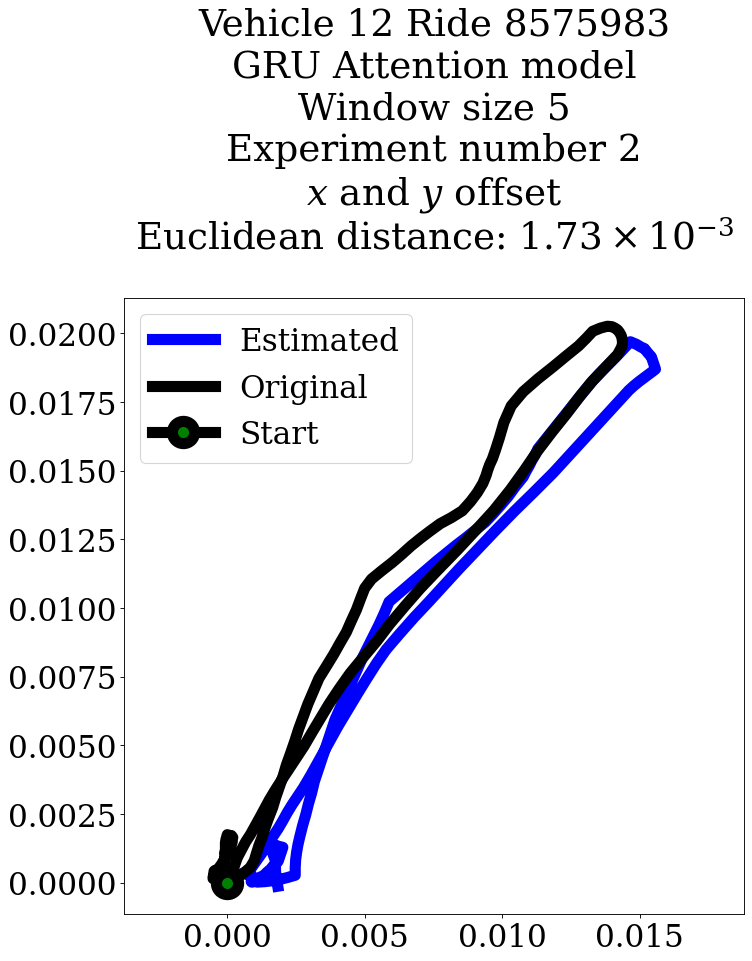 Vehicle 12 Ride 8575983
GRU Attention model
Window size 5
Experiment number 2
x and y offset
Euclidean distance: 1.73 × 10⁻³
Estimated
Original
Start
0.0200
0.0175
0.0150
0.0125
0.0100
0.0075
0.0050
0.0025
0.0000
0.000 0.005 0.010 0.015